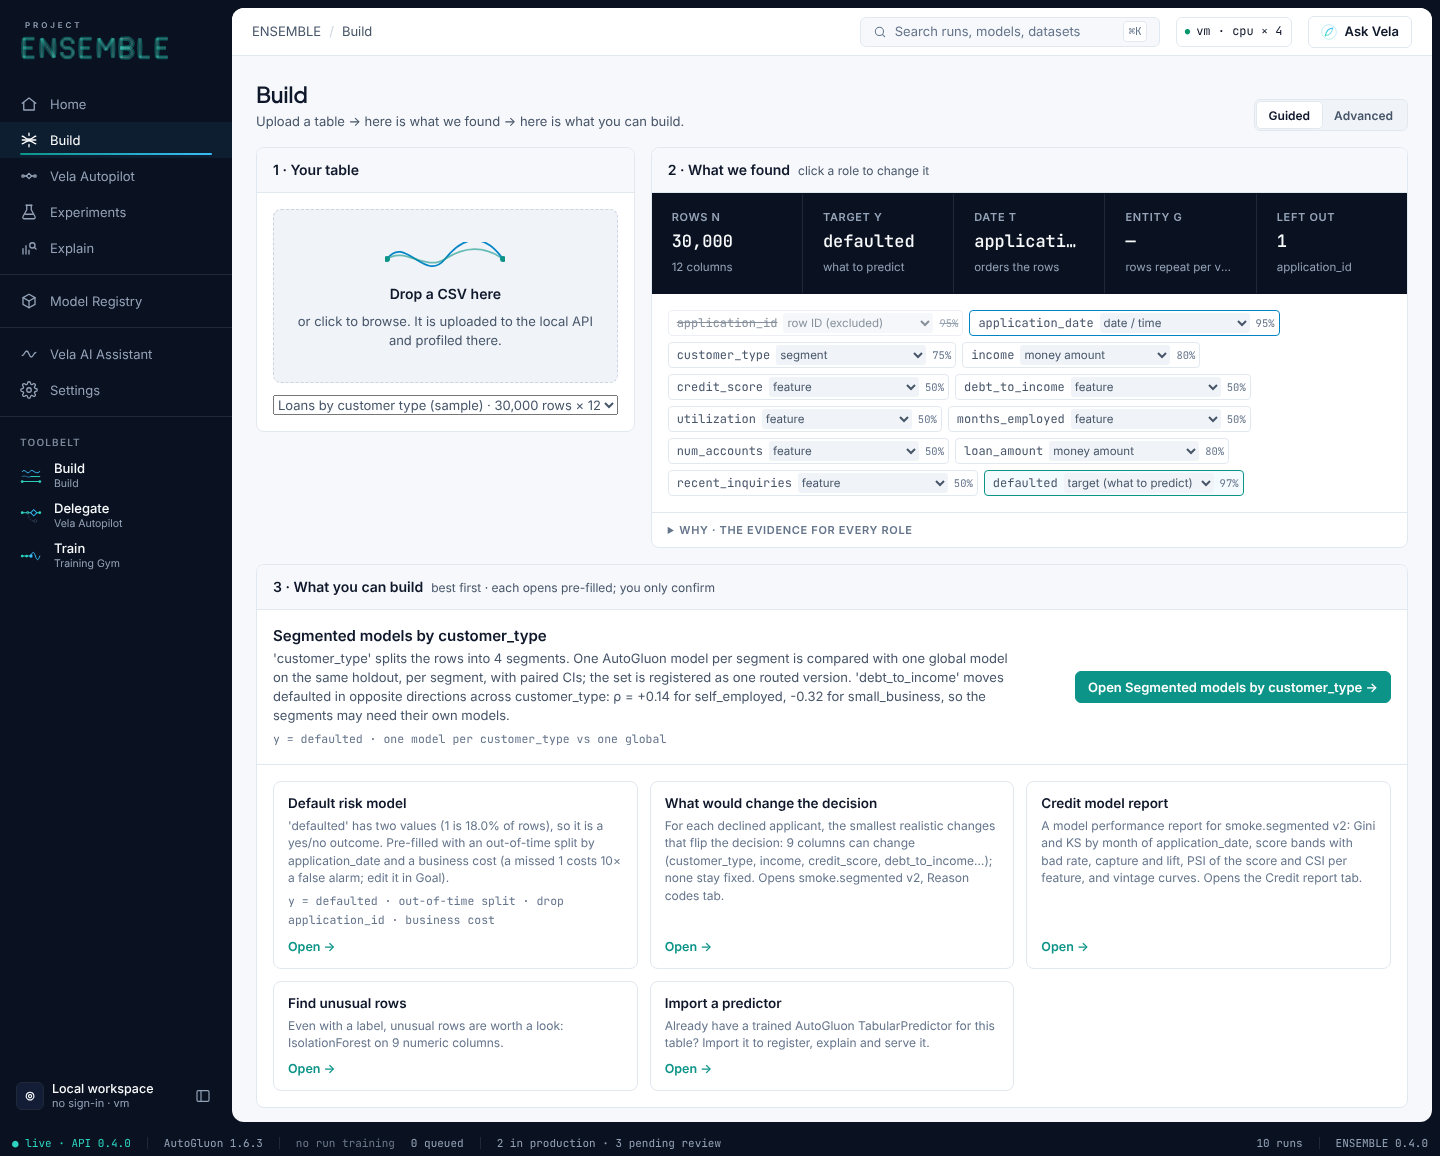 PROJECT
ENSEMBLE
Home
Build
Vela Autopilot
Experiments
Explain
Model Registry
Vela AI Assistant
Settings
TOOLBELT
Build
Build
Delegate
Vela Autopilot
Train
Training Gym
Local workspace
no sign-in · vm
ENSEMBLE / Build
Search runs, models, datasets ⌘K
vm · cpu × 4
Ask Vela
Build
Upload a table → here is what we found → here is what you can build.
Guided Advanced
1 · Your table
Drop a CSV here
or click to browse. It is uploaded to the local API
and profiled there.
Loans by customer type (sample) · 30,000 rows × 12
2 · What we found click a role to change it
ROWS N
30,000
12 columns
TARGET Y
defaulted
what to predict
DATE T
applicati…
orders the rows
ENTITY G
—
rows repeat per v…
LEFT OUT
1
application_id
application_id row ID (excluded) 95%
application_date date / time 95%
customer_type segment 75%
income money amount 80%
credit_score feature 50%
debt_to_income feature 50%
utilization feature 50%
months_employed feature 50%
num_accounts feature 50%
loan_amount money amount 80%
recent_inquiries feature 50%
defaulted target (what to predict) 97%
▶ WHY · THE EVIDENCE FOR EVERY ROLE
3 · What you can build best first · each opens pre-filled; you only confirm
Segmented models by customer_type
'customer_type' splits the rows into 4 segments. One AutoGluon model per segment is compared with one global model
on the same holdout, per segment, with paired CIs; the set is registered as one routed version. 'debt_to_income' moves
defaulted in opposite directions across customer_type: ρ = +0.14 for self_employed, -0.32 for small_business, so the
segments may need their own models.
y = defaulted · one model per customer_type vs one global
Open Segmented models by customer_type →
Default risk model
'defaulted' has two values (1 is 18.0% of rows), so it is a
yes/no outcome. Pre-filled with an out-of-time split by
application_date and a business cost (a missed 1 costs 10×
a false alarm; edit it in Goal).
y = defaulted · out-of-time split · drop
application_id · business cost
Open →
What would change the decision
For each declined applicant, the smallest realistic changes
that flip the decision: 9 columns can change
(customer_type, income, credit_score, debt_to_income…);
none stay fixed. Opens smoke.segmented v2, Reason
codes tab.
Open →
Credit model report
A model performance report for smoke.segmented v2: Gini
and KS by month of application_date, score bands with
bad rate, capture and lift, PSI of the score and CSI per
feature, and vintage curves. Opens the Credit report tab.
Open →
Find unusual rows
Even with a label, unusual rows are worth a look:
IsolationForest on 9 numeric columns.
Open →
Import a predictor
Already have a trained AutoGluon TabularPredictor for this
table? Import it to register, explain and serve it.
Open →
live · API 0.4.0
AutoGluon 1.6.3
no run training 0 queued
2 in production · 3 pending review
10 runs
ENSEMBLE 0.4.0